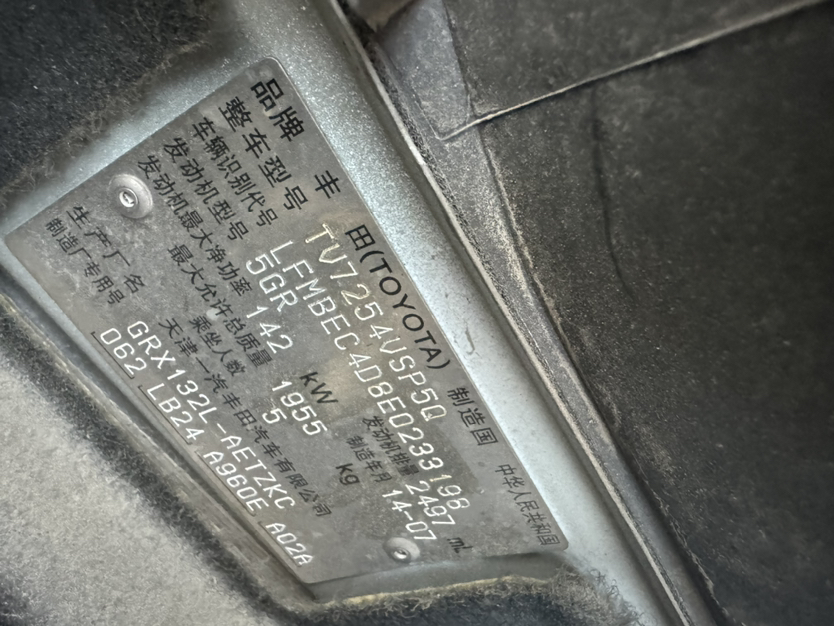 品牌 丰田(TOYOTA) 制造国 中华人民共和国
整车型号 TV7254VSP5Q
车辆识别代号 LFMBEC4D8E0233198
发动机型号 5GR 发动机排量 2497 mL
发动机最大净功率 142 kW 制造年月 14-07
最大允许总质量 1955 kg
乘坐人数 5
生产厂名 天津一汽丰田汽车有限公司
制造厂专用号 GRX132L-AETZKC
062 LB24 A960E A02A